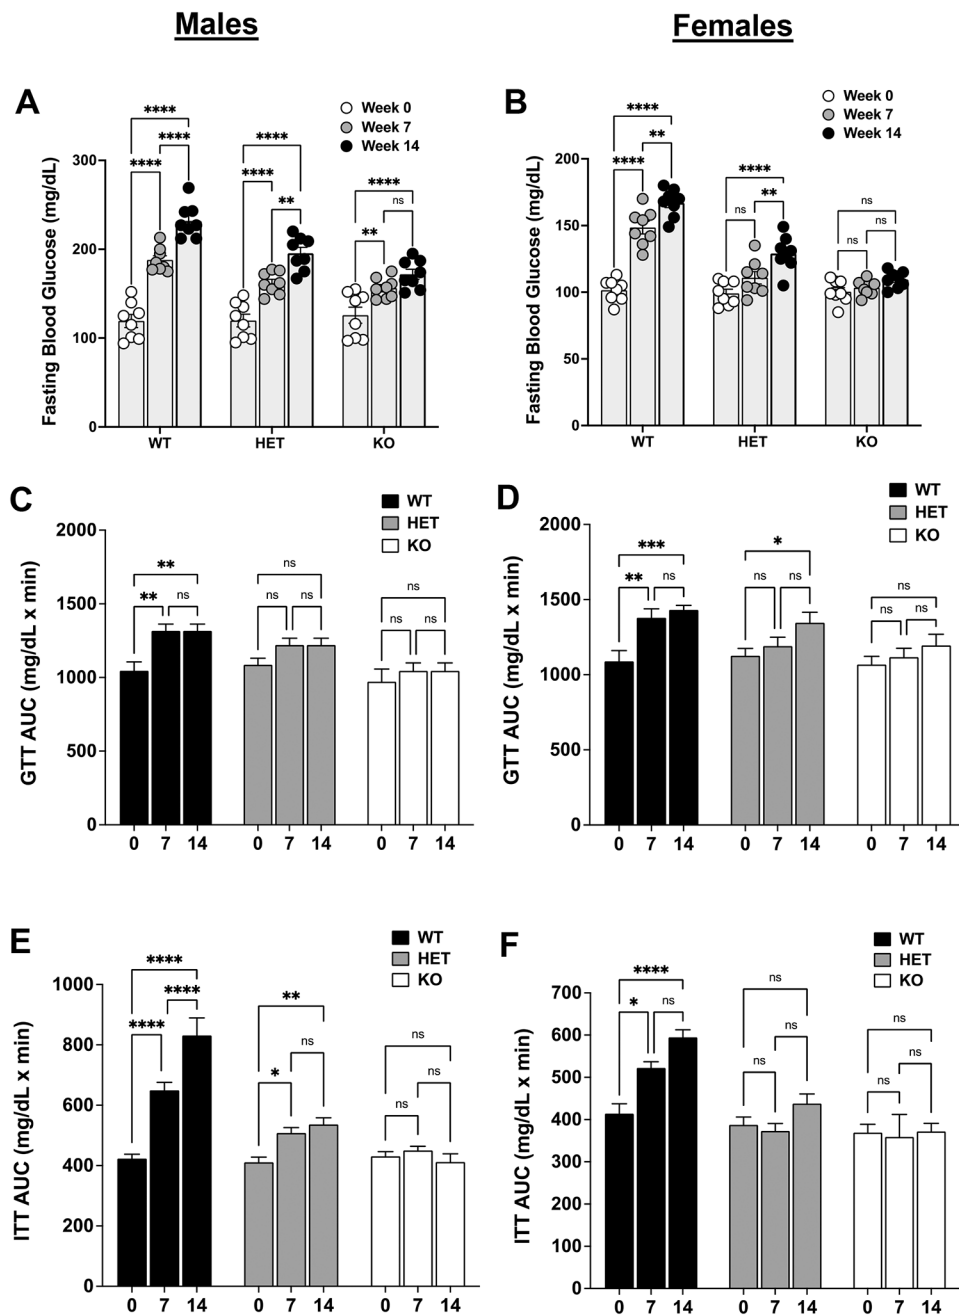 Males
Females
A
Week 0
Week 7
Week 14
Fasting Blood Glucose (mg/dL)
300
200
100
0
****
****
****
****
****
**
****
ns
**
WT
HET
KO
B
Week 0
Week 7
Week 14
Fasting Blood Glucose (mg/dL)
200
150
100
50
0
****
**
****
****
ns
**
ns
ns
ns
WT
HET
KO
C
WT
HET
KO
GTT AUC (mg/dL x min)
2000
1500
1000
500
0
**
**
ns
ns
ns
ns
ns
ns
ns
0 7 14 0 7 14 0 7 14
D
WT
HET
KO
GTT AUC (mg/dL x min)
2000
1500
1000
500
0
***
**
ns
*
ns
ns
ns
ns
ns
0 7 14 0 7 14 0 7 14
E
WT
HET
KO
ITT AUC (mg/dL x min)
1000
800
600
400
200
0
****
****
****
**
ns
*
ns
ns
ns
0 7 14 0 7 14 0 7 14
F
WT
HET
KO
ITT AUC (mg/dL x min)
700
600
500
400
300
200
100
0
****
*
ns
ns
ns
ns
ns
ns
ns
0 7 14 0 7 14 0 7 14